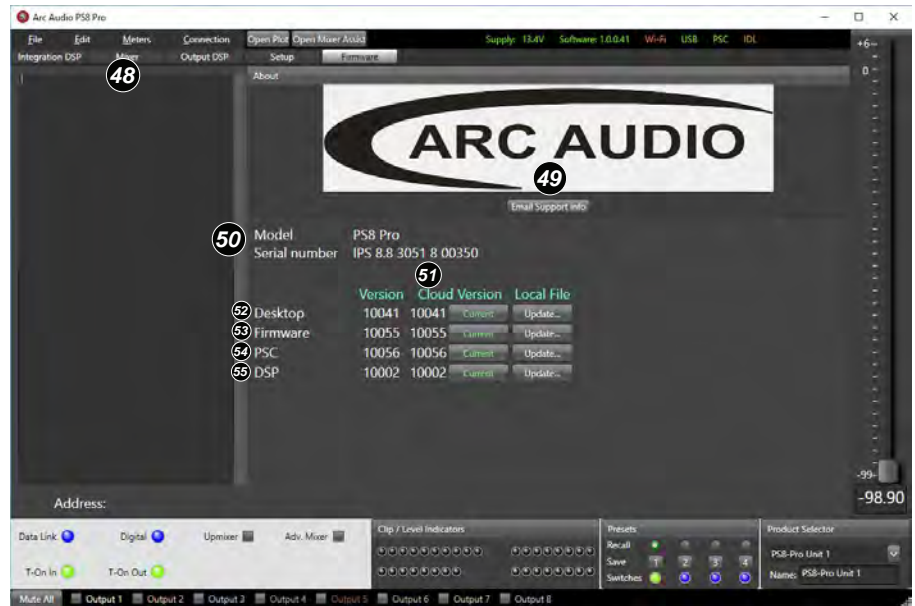 Arc Audio PS8 Pro
File Edit Meters Connection Open Plot Open Mixer Assist Supply: 13.4V Software: 1.0.0.41 Wi-Fi USB PSC IDL
Integration DSP Mixer Output DSP Setup Firmware
+6
0
48
About
ARC AUDIO
49
Email Support info
50 Model PS8 Pro
Serial number IPS 8.8 3051 8 00350
51
Version Cloud Version Local File
52 Desktop 10041 10041 Current Update...
53 Firmware 10055 10055 Current Update...
54 PSC 10056 10056 Current Update...
55 DSP 10002 10002 Current Update...
-99
-98.90
Address:
Data Link Digital Upmixer Adv. Mixer
T-On In T-On Out
Clip / Level Indicators
Presets
Recall
Save 1 2 3 4
Switches
Product Selector
PS8-Pro Unit 1
Name: PS8-Pro Unit 1
Mute All Output 1 Output 2 Output 3 Output 4 Output 5 Output 6 Output 7 Output 8